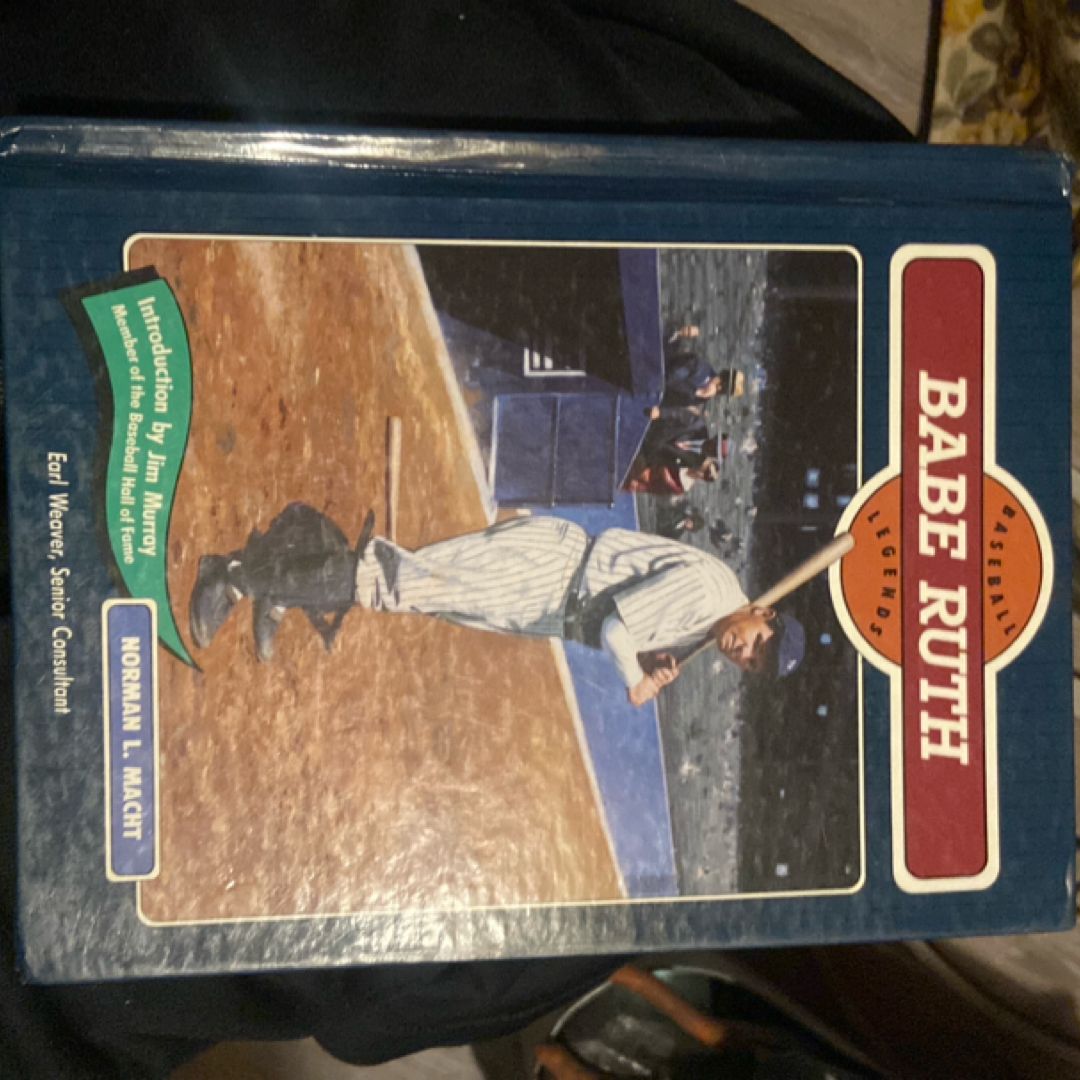 BASEBALL
BABE RUTH
LEGENDS
Introduction by Jim Murray
Member of the Baseball Hall of Fame
NORMAN L. MACHT
Earl Weaver, Senior Consultant